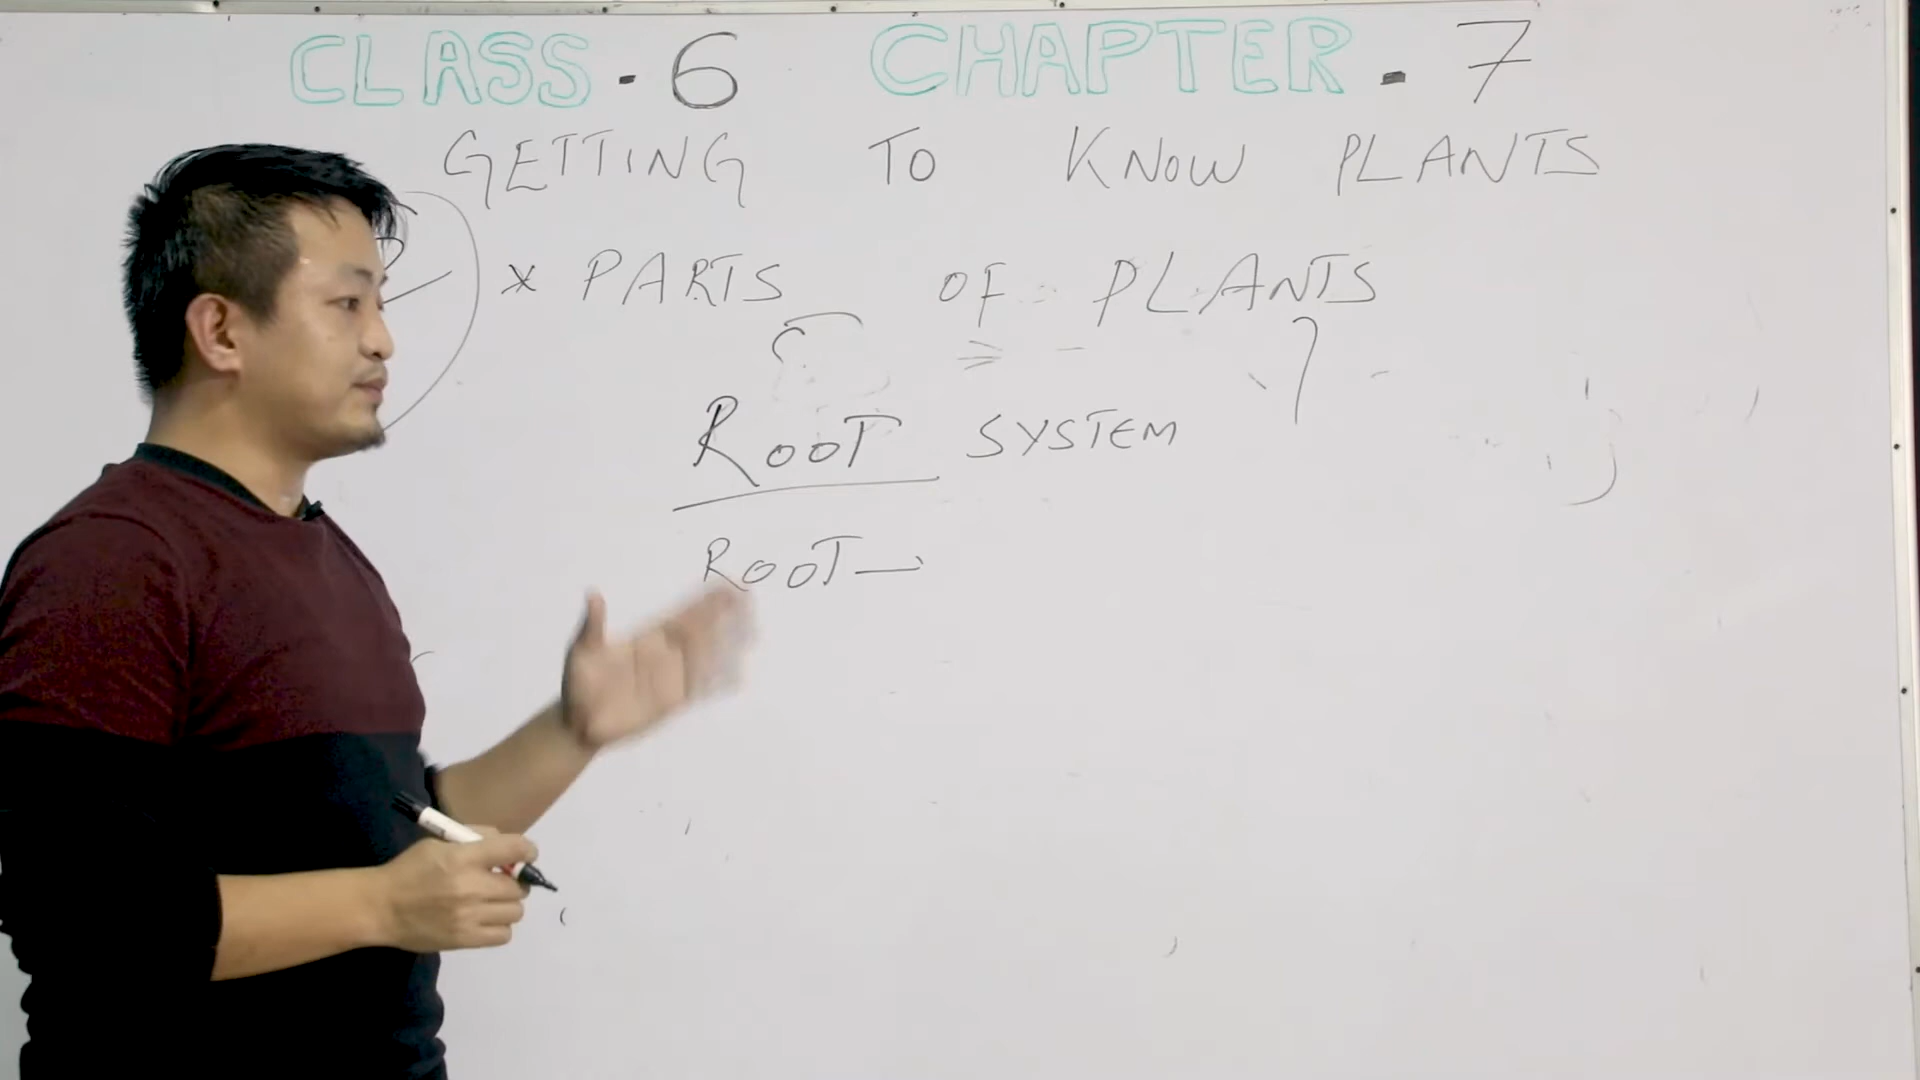 CLASS - 6 CHAPTER - 7
GETTING TO KNOW PLANTS
x PARTS OF PLANTS
ROOT SYSTEM
ROOT —